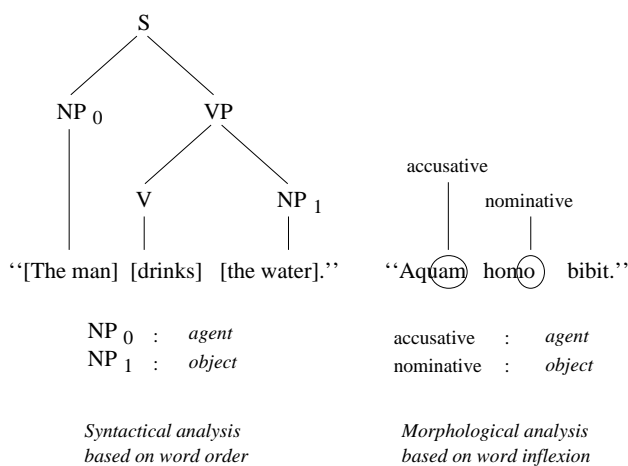 S
NP 0 VP
accusative
V NP 1 nominative
‘‘[The man] [drinks] [the water].’’ ‘‘Aquam homo bibit.’’
NP 0 : agent accusative : agent
NP 1 : object nominative : object
Syntactical analysis Morphological analysis
based on word order based on word inflexion